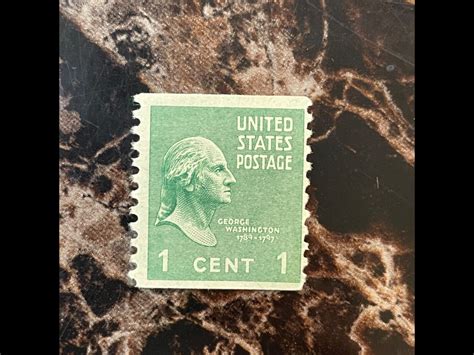 UNITED
STATES
POSTAGE
GEORGE
WASHINGTON
1789-1797
1 CENT 1